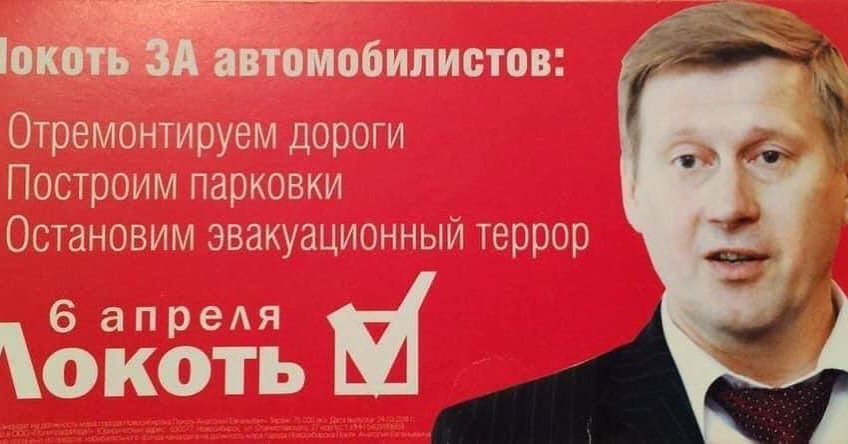 Локоть ЗА автомобилистов:
Отремонтируем дороги
Построим парковки
Остановим эвакуационный террор
6 апреля
Локоть